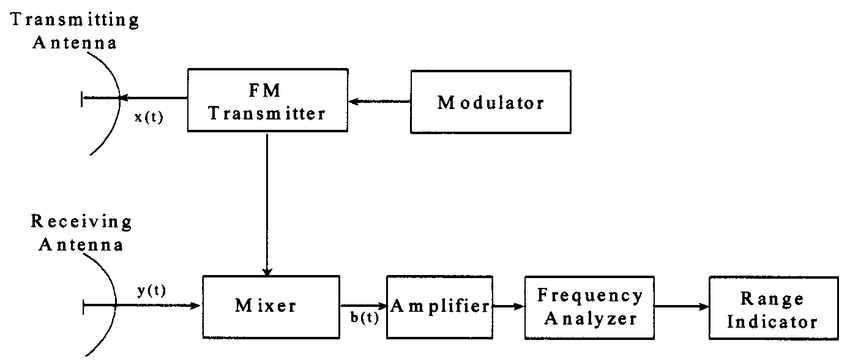 Transmitting
Antenna
FM
Transmitter
Modulator
x(t)
Receiving
Antenna
y(t)
Mixer
b(t)
Amplifier
Frequency
Analyzer
Range
Indicator